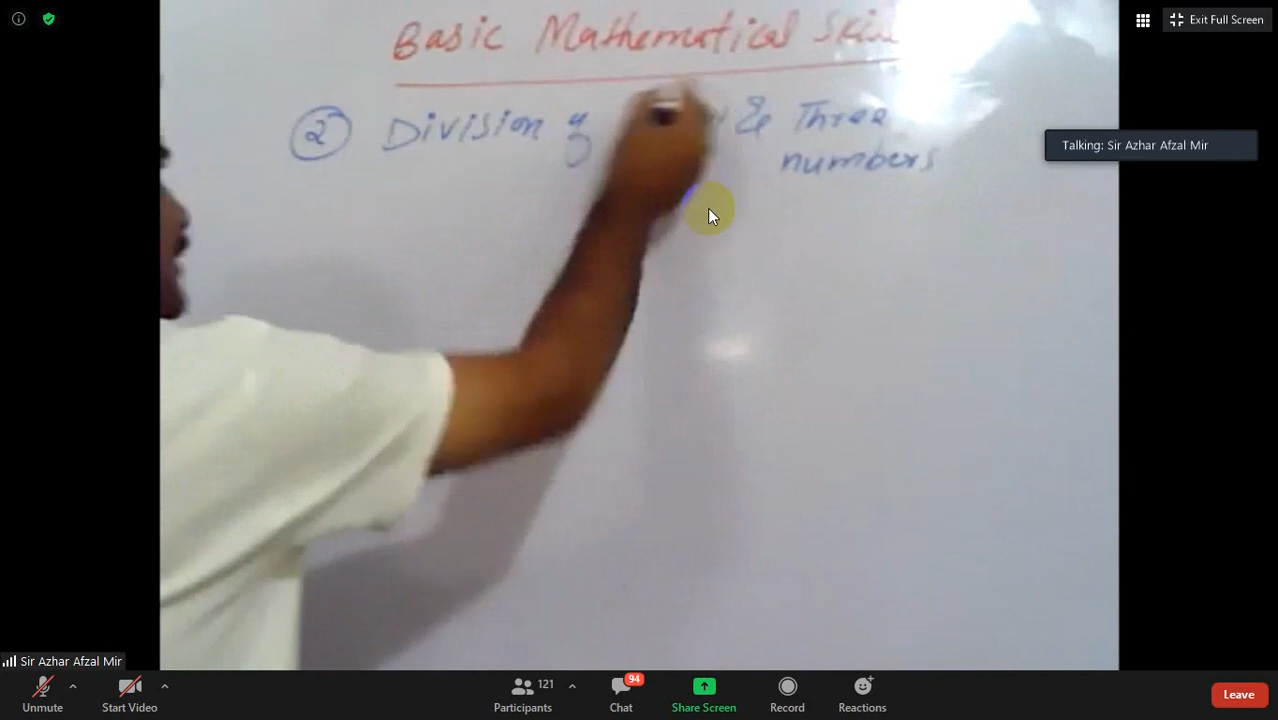 Exit Full Screen
Basic Mathematical
② Division of & Three
numbers
Talking: Sir Azhar Afzal Mir
Sir Azhar Afzal Mir
Unmute
Start Video
121
Participants
94
Chat
Share Screen
Record
Reactions
Leave